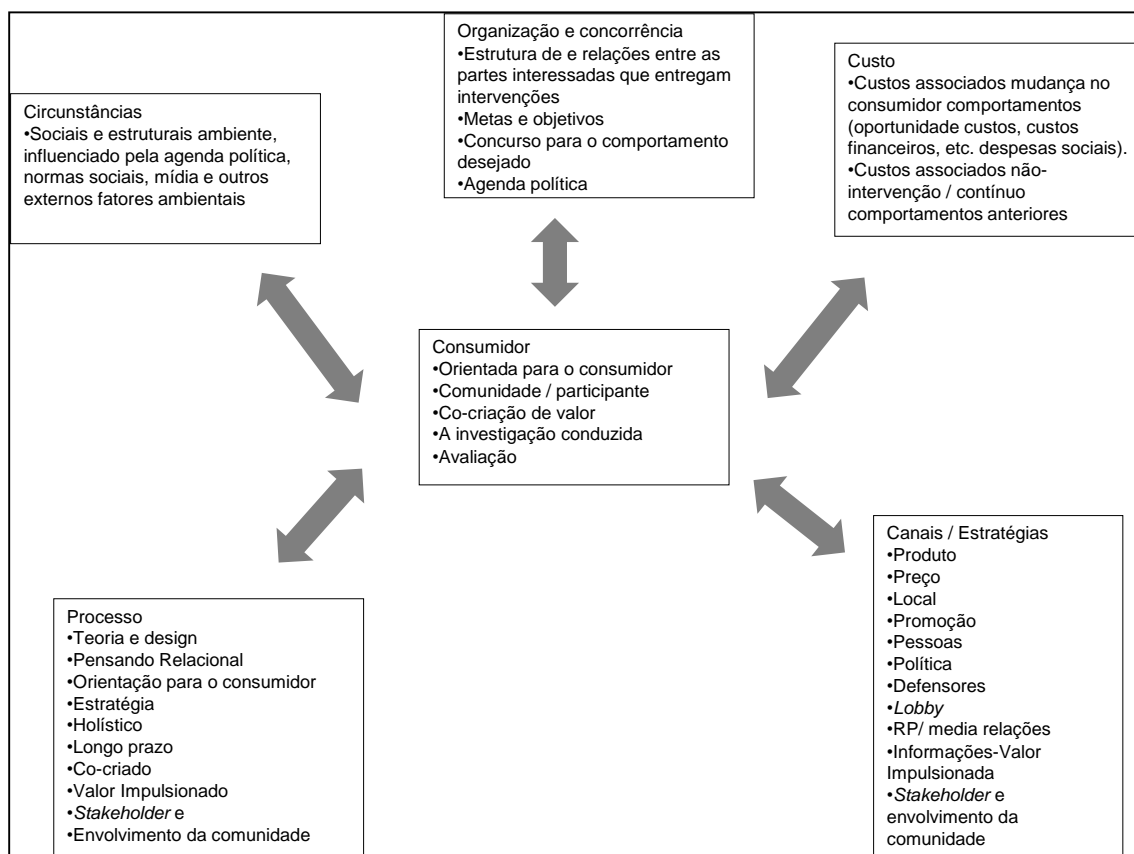 Organização e concorrência
•Estrutura de e relações entre as
partes interessadas que entregam
intervenções
•Metas e objetivos
•Concurso para o comportamento
desejado
•Agenda política
Custo
•Custos associados mudança no
consumidor comportamentos
(oportunidade custos, custos
financeiros, etc. despesas sociais).
•Custos associados não-
intervenção / contínuo
comportamentos anteriores
Circunstâncias
•Sociais e estruturais ambiente,
influenciado pela agenda política,
normas sociais, mídia e outros
externos fatores ambientais
Consumidor
•Orientada para o consumidor
•Comunidade / participante
•Co-criação de valor
•A investigação conduzida
•Avaliação
Processo
•Teoria e design
•Pensando Relacional
•Orientação para o consumidor
•Estratégia
•Holístico
•Longo prazo
•Co-criado
•Valor Impulsionado
•Stakeholder e
•Envolvimento da comunidade
Canais / Estratégias
•Produto
•Preço
•Local
•Promoção
•Pessoas
•Política
•Defensores
•Lobby
•RP/ media relações
•Informações-Valor
Impulsionada
•Stakeholder e
envolvimento da
comunidade